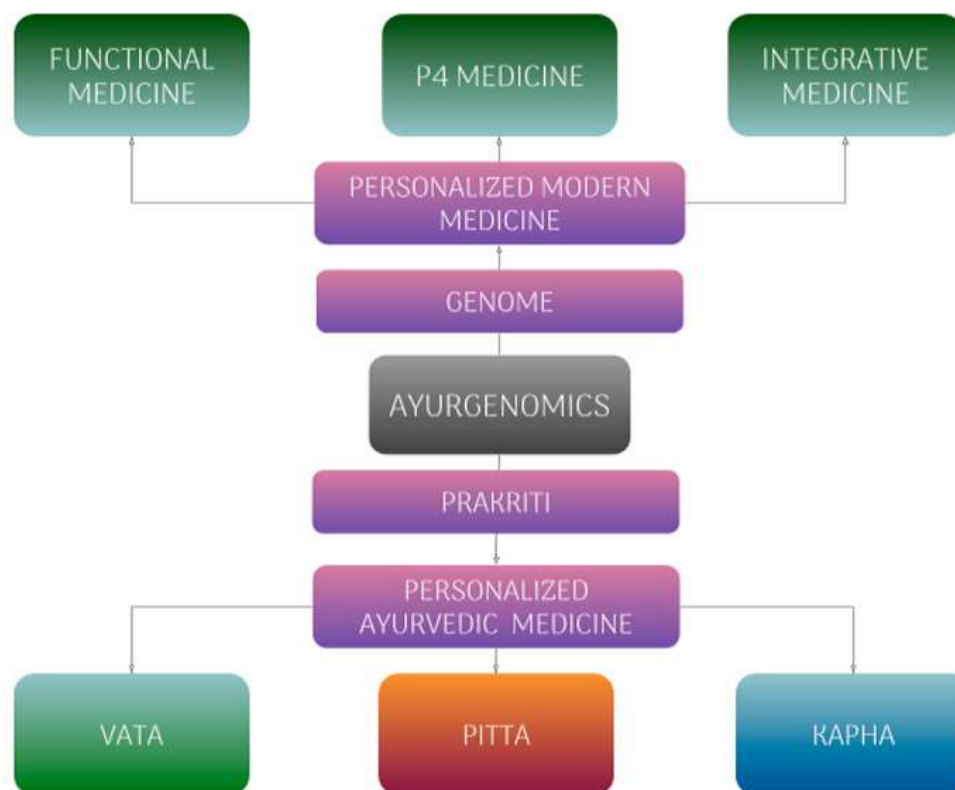 FUNCTIONAL
MEDICINE
P4 MEDICINE
INTEGRATIVE
MEDICINE
PERSONALIZED MODERN
MEDICINE
GENOME
AYURGENOMICS
PRAKRITI
PERSONALIZED
AYURVEDIC MEDICINE
VATA
PITTA
KAPHA